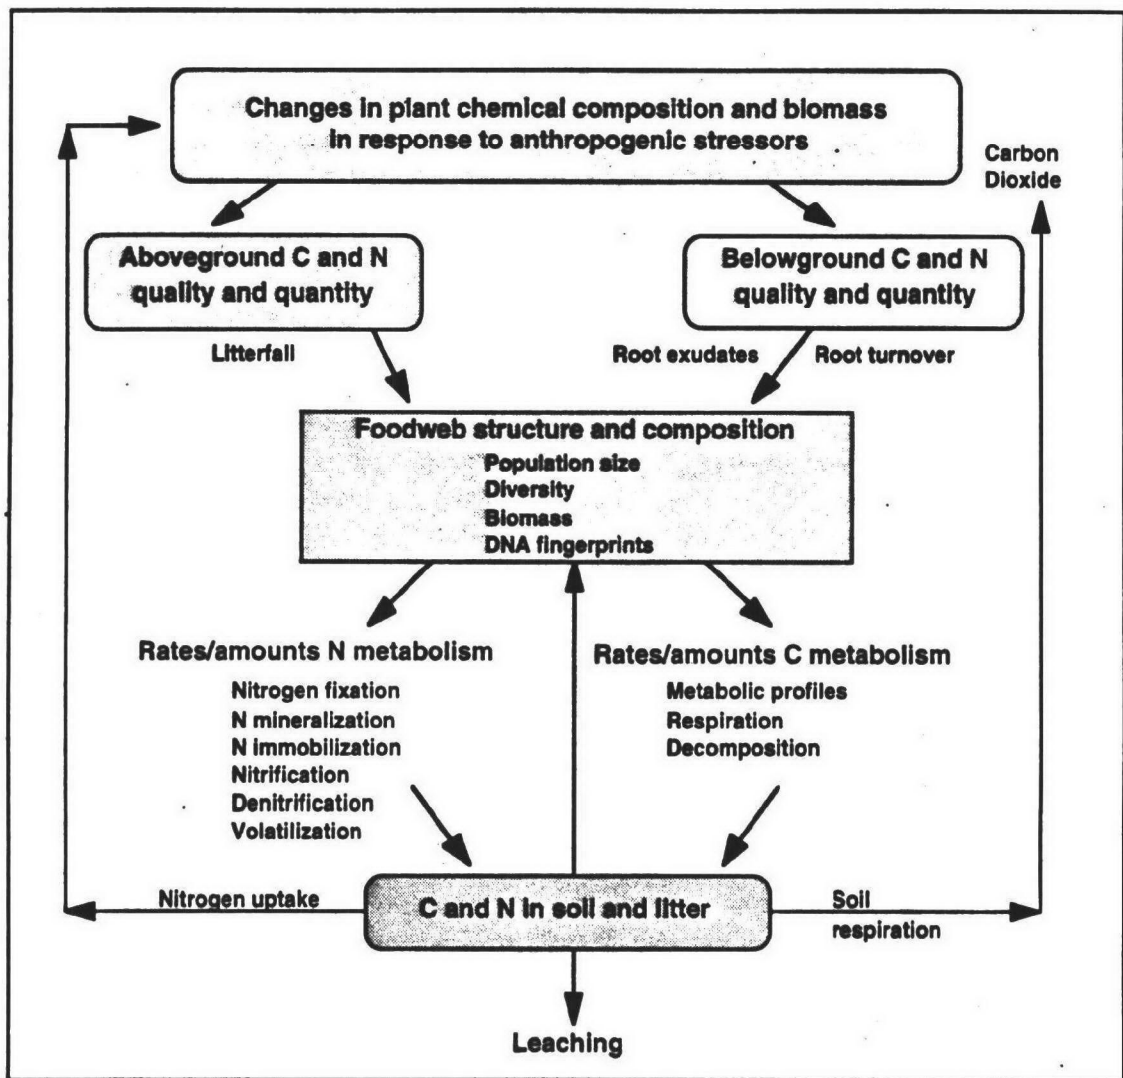 Changes in plant chemical composition and biomass
in response to anthropogenic stressors
Carbon
Dioxide
Aboveground C and N
quality and quantity
Belowground C and N
quality and quantity
Litterfall
Root exudates
Root turnover
Foodweb structure and composition
Population size
Diversity
Biomass
DNA fingerprints
Rates/amounts N metabolism
Nitrogen fixation
N mineralization
N immobilization
Nitrification
Denitrification
Volatilization
Rates/amounts C metabolism
Metabolic profiles
Respiration
Decomposition
Nitrogen uptake
C and N in soil and litter
Soil
respiration
Leaching